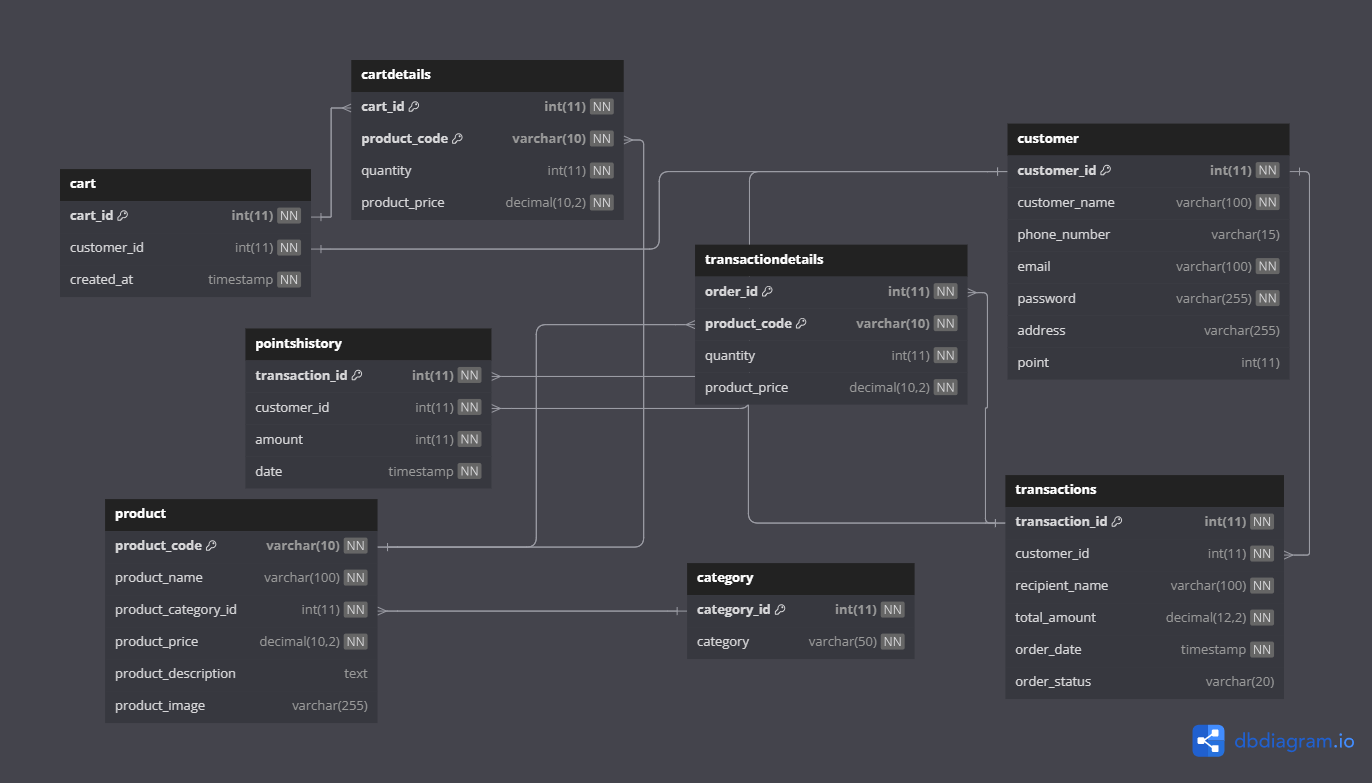 cartdetails
cart_id int(11) NN
product_code varchar(10) NN
quantity int(11) NN
product_price decimal(10,2) NN
customer
customer_id int(11) NN
customer_name varchar(100) NN
phone_number varchar(15)
email varchar(100) NN
password varchar(255) NN
address varchar(255)
point int(11)
cart
cart_id int(11) NN
customer_id int(11) NN
created_at timestamp NN
transactiondetails
order_id int(11) NN
product_code varchar(10) NN
quantity int(11) NN
product_price decimal(10,2) NN
pointshistory
transaction_id int(11) NN
customer_id int(11) NN
amount int(11) NN
date timestamp NN
transactions
transaction_id int(11) NN
customer_id int(11) NN
recipient_name varchar(100) NN
total_amount decimal(12,2) NN
order_date timestamp NN
order_status varchar(20)
product
product_code varchar(10) NN
product_name varchar(100) NN
product_category_id int(11) NN
product_price decimal(10,2) NN
product_description text
product_image varchar(255)
category
category_id int(11) NN
category varchar(50) NN
dbdiagram.io